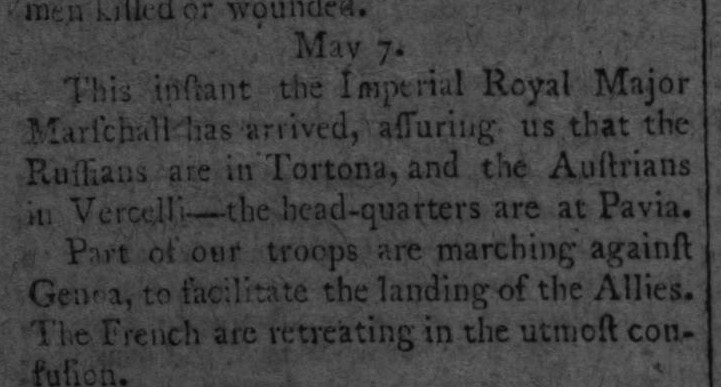 men killed or wounded.
May 7.
This inſtant the Imperial Royal Major
Marſchall has arrived, aſſuring us that the
Ruſſians are in Tortona, and the Auſtrians
in Vercelli—the head-quarters are at Pavia.
Part of our troops are marching againſt
Genoa, to facilitate the landing of the Allies.
The French are retreating in the utmoſt con-
fuſion.